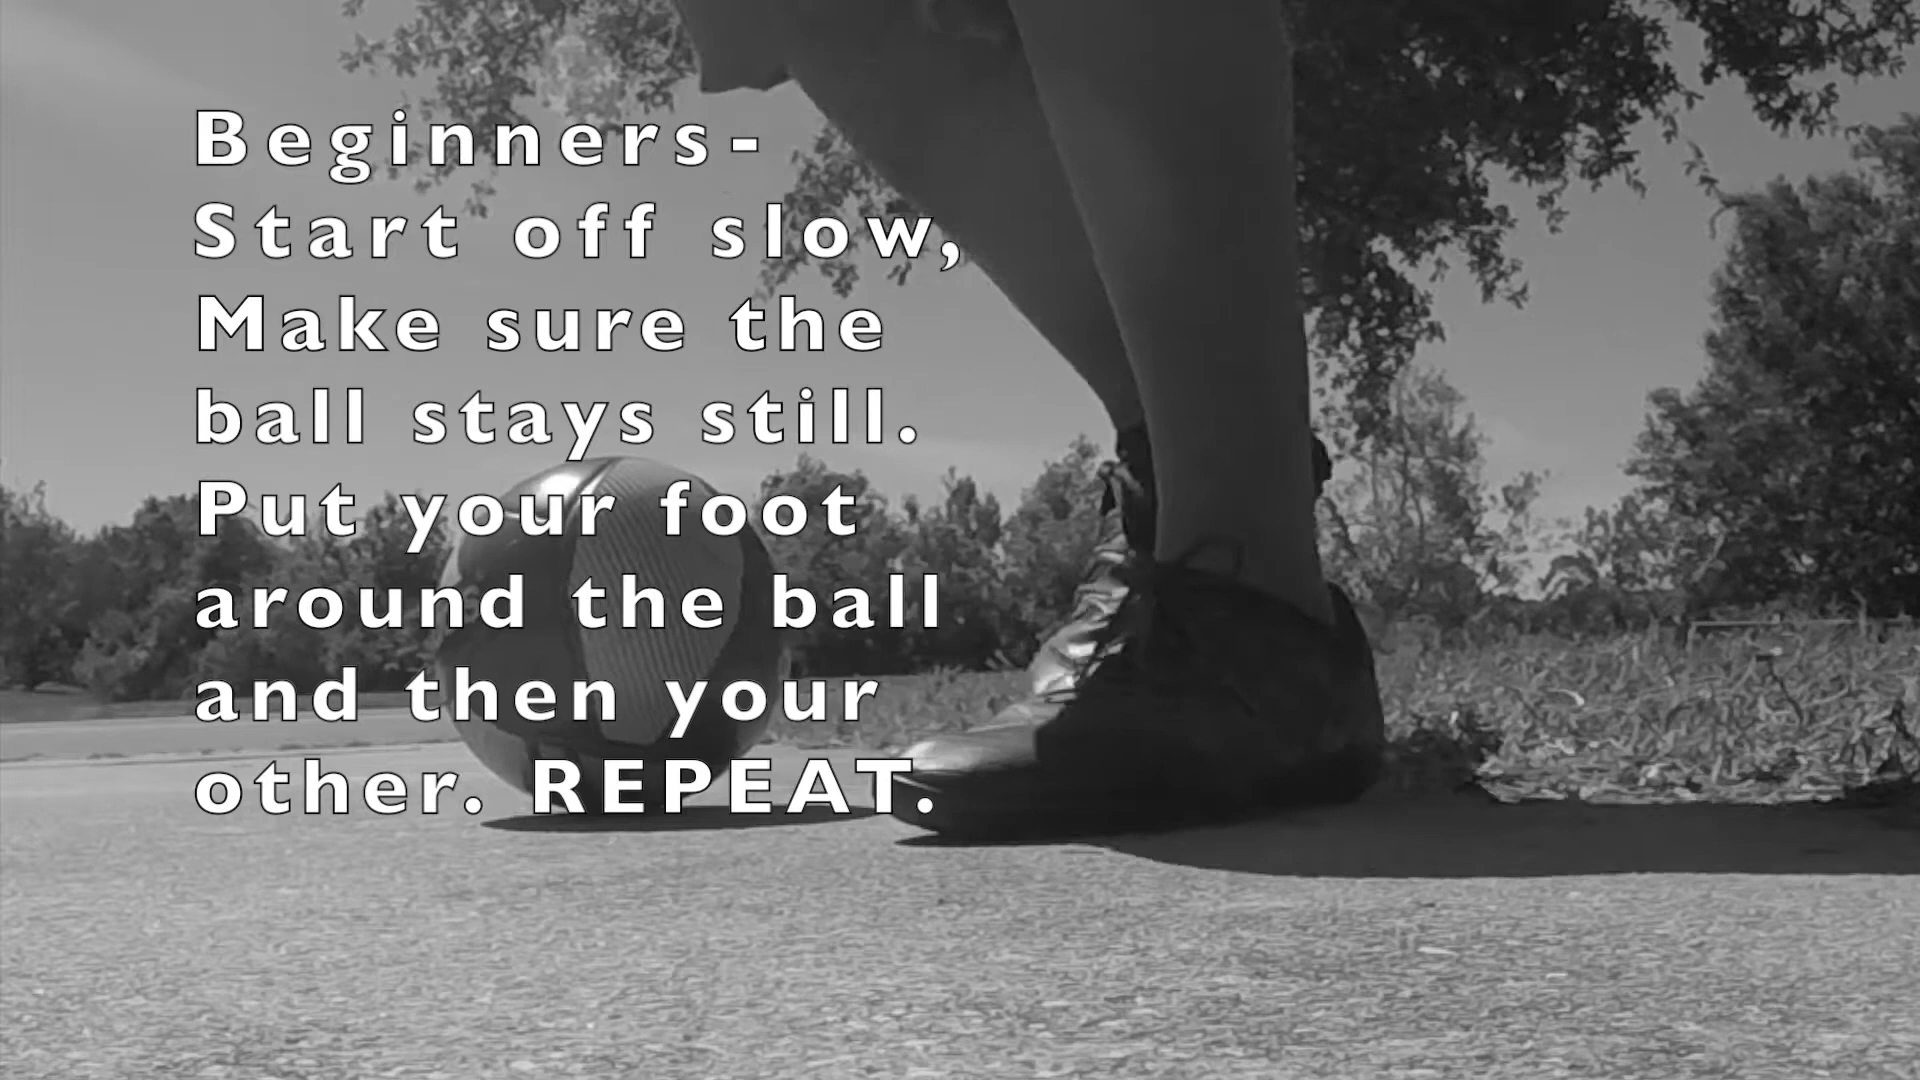 Beginners-
Start off slow,
Make sure the
ball stays still.
Put your foot
around the ball
and then your
other. REPEAT.